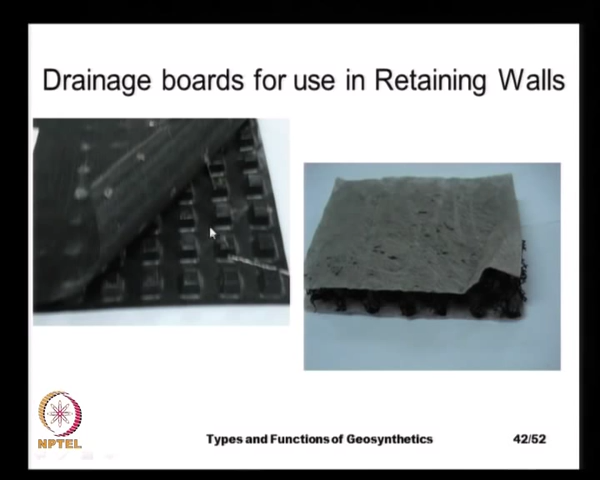 Drainage boards for use in Retaining Walls
NPTEL
Types and Functions of Geosynthetics
42/52